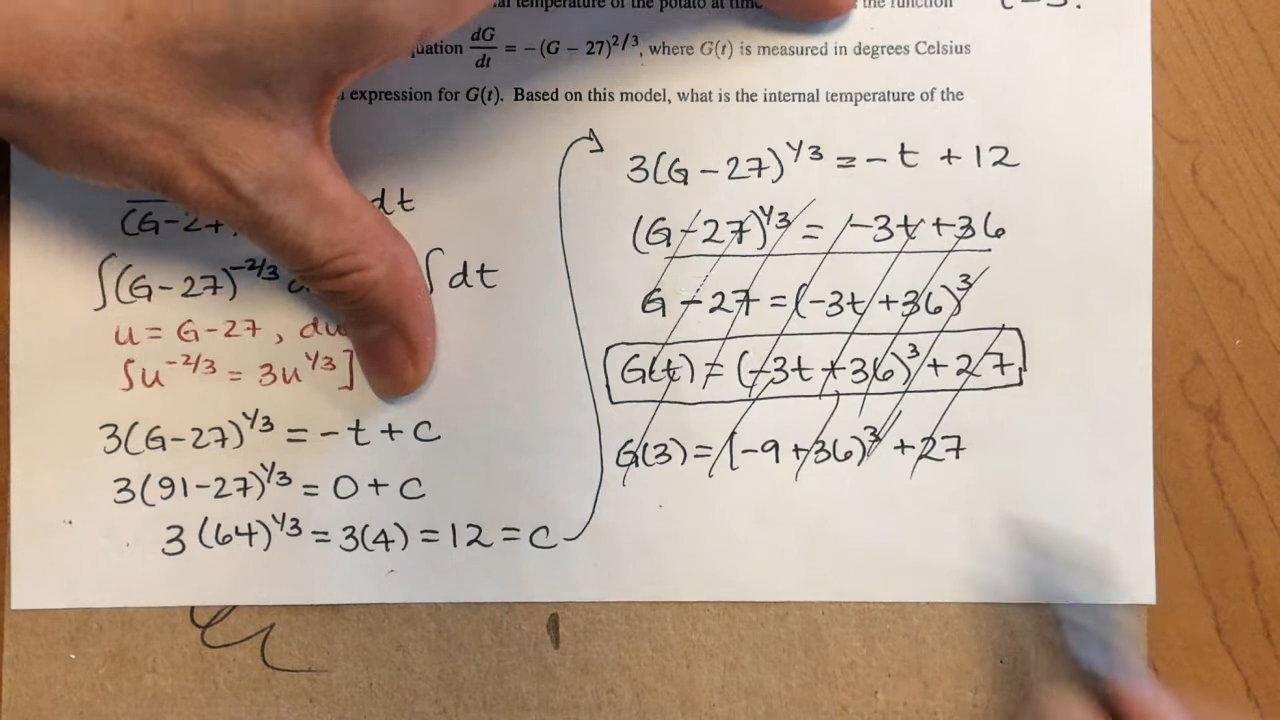 temperature of the potato at the function
equation dG/dt = −(G − 27)^2/3, where G(t) is measured in degrees Celsius
expression for G(t). Based on this model, what is the internal temperature of the
(G-27 dt
∫(G-27)^-2/3 ∫dt
u = G-27, du
∫u^-2/3 = 3u^1/3]
3(G-27)^1/3 = -t + C
3(91-27)^1/3 = 0 + C
3(64)^1/3 = 3(4) = 12 = C
3(G-27)^1/3 = -t + 12
(G-27)^1/3 = -3t + 36
G - 27 = (-3t + 36)^3
G(t) = (-3t + 36)^3 + 27
G(3) = (-9 + 36)^3 + 27